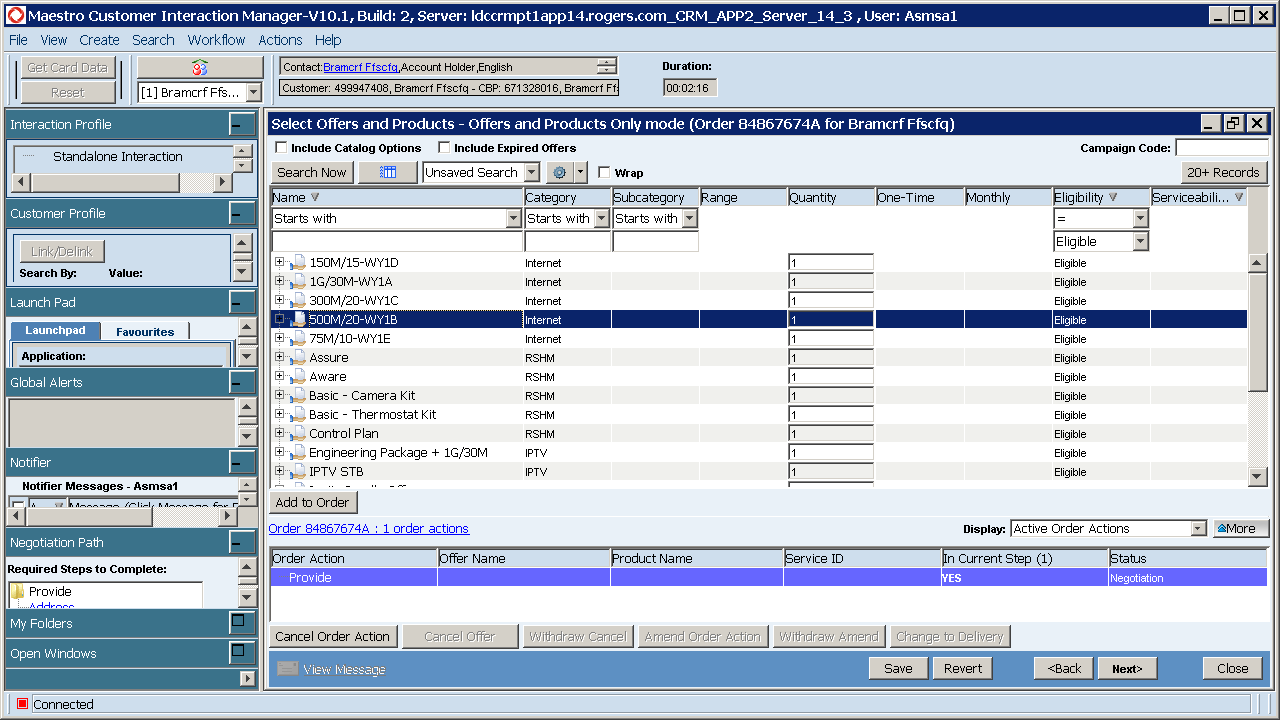 Maestro Customer Interaction Manager-V10.1, Build: 2, Server: ldccrmpt1app14.rogers.com_CRM_APP2_Server_14_3 , User: Asmsa1
File View Create Search Workflow Actions Help
Get Card Data
Reset
[1] Bramcrf Ffs...
Contact:Bramcrf Ffscfq,Account Holder,English
Customer: 499947408, Bramcrf Ffscfq - CBP: 671328016, Bramcrf Ff
Duration:
00:02:16
Interaction Profile
Standalone Interaction
Customer Profile
Link/Delink
Search By: Value:
Launch Pad
Launchpad Favourites
Application:
Global Alerts
Notifier
Notifier Messages - Asmsa1
Negotiation Path
Required Steps to Complete:
Provide
Address
My Folders
Open Windows
Select Offers and Products - Offers and Products Only mode (Order 84867674A for Bramcrf Ffscfq)
Include Catalog Options Include Expired Offers Campaign Code:
Search Now Unsaved Search Wrap 20+ Records
Name Category Subcategory Range Quantity One-Time Monthly Eligibility Serviceabili...
Starts with Starts with Starts with =
Eligible
150M/15-WY1D Internet 1 Eligible
1G/30M-WY1A Internet 1 Eligible
300M/20-WY1C Internet 1 Eligible
500M/20-WY1B Internet 1 Eligible
75M/10-WY1E Internet 1 Eligible
Assure RSHM 1 Eligible
Aware RSHM 1 Eligible
Basic - Camera Kit RSHM 1 Eligible
Basic - Thermostat Kit RSHM 1 Eligible
Control Plan RSHM 1 Eligible
Engineering Package + 1G/30M IPTV 1 Eligible
IPTV STB IPTV 1 Eligible
Add to Order
Order 84867674A : 1 order actions Display: Active Order Actions More
Order Action Offer Name Product Name Service ID In Current Step (1) Status
Provide YES Negotiation
Cancel Order Action Cancel Offer Withdraw Cancel Amend Order Action Withdraw Amend Change to Delivery
View Message Save Revert <Back Next> Close
Connected